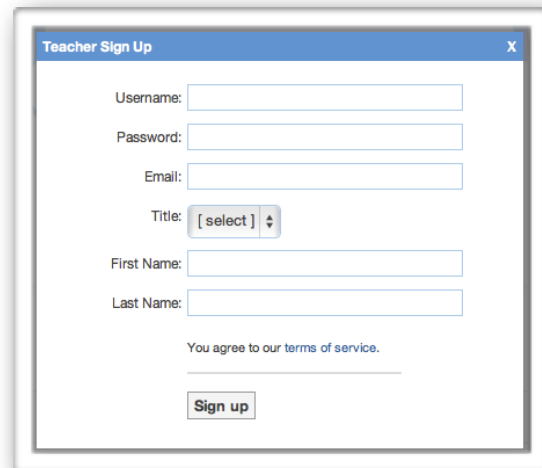 Teacher Sign Up X
Username:
Password:
Email:
Title: [ select ]
First Name:
Last Name:
You agree to our terms of service.
Sign up